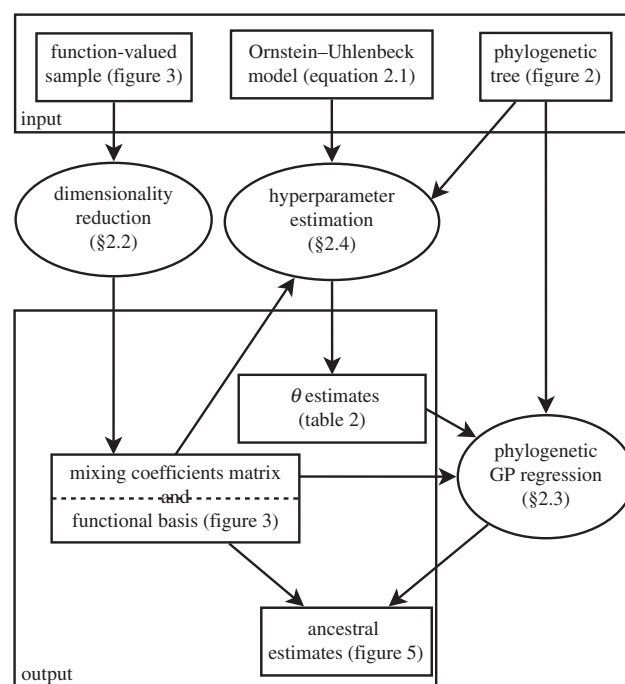 function-valued
sample (figure 3)
Ornstein–Uhlenbeck
model (equation 2.1)
phylogenetic
tree (figure 2)
input
dimensionality
reduction
(§2.2)
hyperparameter
estimation
(§2.4)
θ estimates
(table 2)
mixing coefficients matrix
and
functional basis (figure 3)
phylogenetic
GP regression
(§2.3)
ancestral
estimates (figure 5)
output